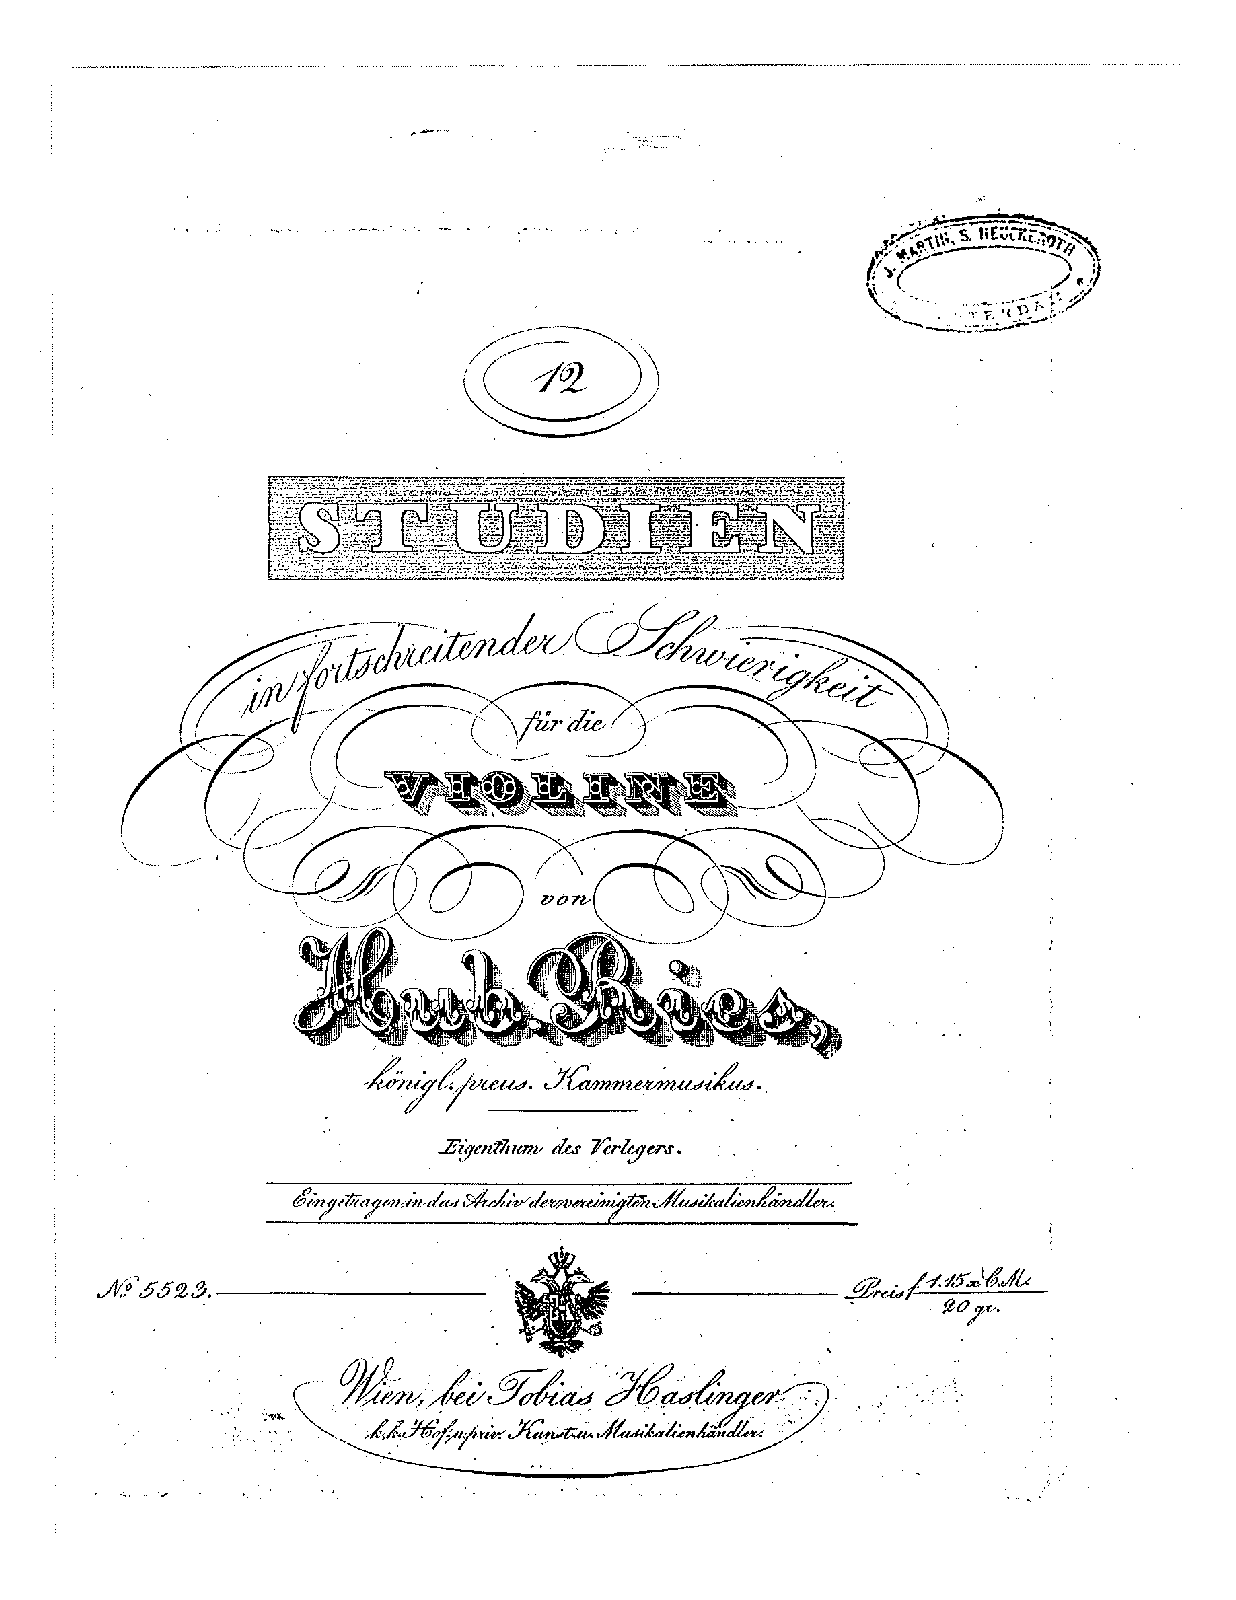 J. MARTIN. S. HEUCKEROTH
12
STUDIEN
in fortschreitender Schwierigkeit
für die
VIOLINE
von
Hub. Ries,
königl. preus. Kammermusikus.
Eigenthum des Verlegers.
Eingetragen in das Archiv der vereinigten Musikalienhändler.
No 5523.
Preis f 1.15 x C.M.
20 gr.
Wien, bei Tobias Haslinger
k.k. Hof. u. priv. Kunst. u. Musikalienhändler.